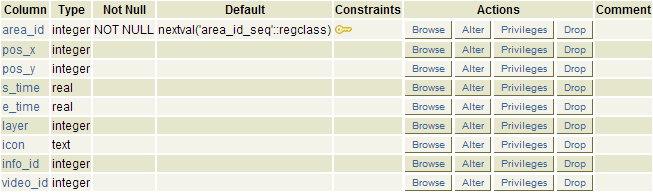 Column Type Not Null Default Constraints Actions Comment
area_id integer NOT NULL nextval('area_id_seq'::regclass) Browse Alter Privileges Drop
pos_x integer Browse Alter Privileges Drop
pos_y integer Browse Alter Privileges Drop
s_time real Browse Alter Privileges Drop
e_time real Browse Alter Privileges Drop
layer integer Browse Alter Privileges Drop
icon text Browse Alter Privileges Drop
info_id integer Browse Alter Privileges Drop
video_id integer Browse Alter Privileges Drop